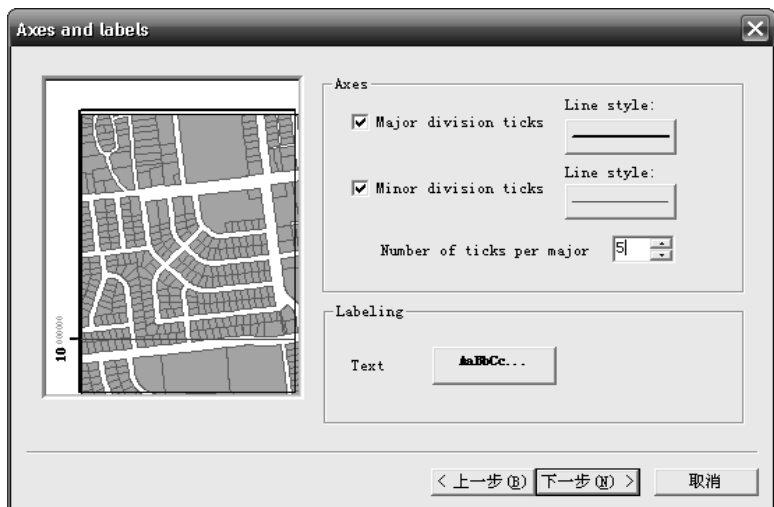 Axes and labels
Axes
Line style:
Major division ticks
Line style:
Minor division ticks
Number of ticks per major
5
10 000000
Labeling
Text
AaBbCc...
< 上一步(B)
下一步(N) >
取消